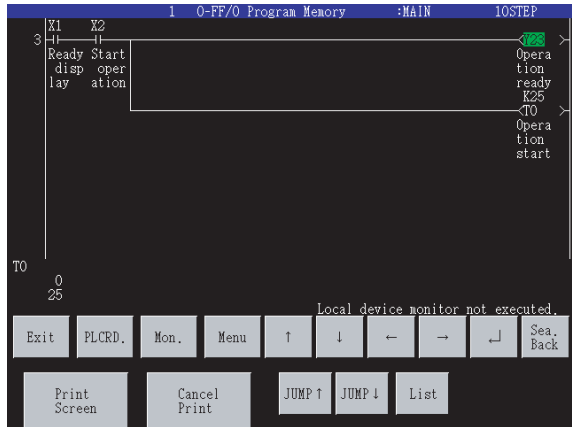 1 0-FF/0 Program Memory :MAIN 10STEP
X1 X2
3 Y23
Ready Start Opera
disp oper tion
lay ation ready
K25
T0
Opera
tion
start
T0
0
25
Local device monitor not executed.
Exit PLCRD. Mon. Menu ↑ ↓ ← → ↵ Sea. Back
Print Cancel JUMP↑ JUMP↓ List
Screen Print